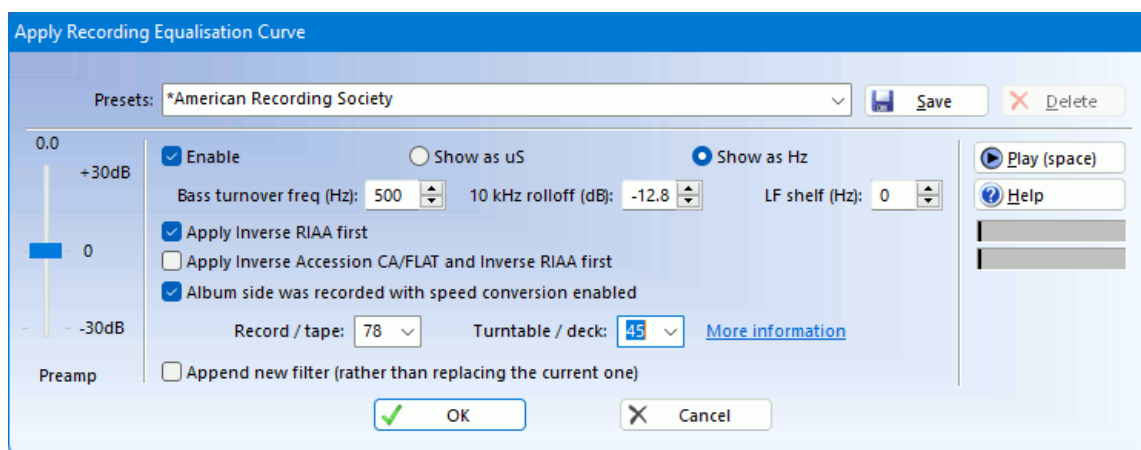 Apply Recording Equalisation Curve
Presets: *American Recording Society Save Delete
0.0
+30dB
0
-30dB
Preamp
Enable Show as uS Show as Hz
Bass turnover freq (Hz): 500 10 kHz rolloff (dB): -12.8 LF shelf (Hz): 0
Apply Inverse RIAA first
Apply Inverse Accession CA/FLAT and Inverse RIAA first
Album side was recorded with speed conversion enabled
Record / tape: 78 Turntable / deck: 45 More information
Append new filter (rather than replacing the current one)
Play (space)
Help
OK Cancel